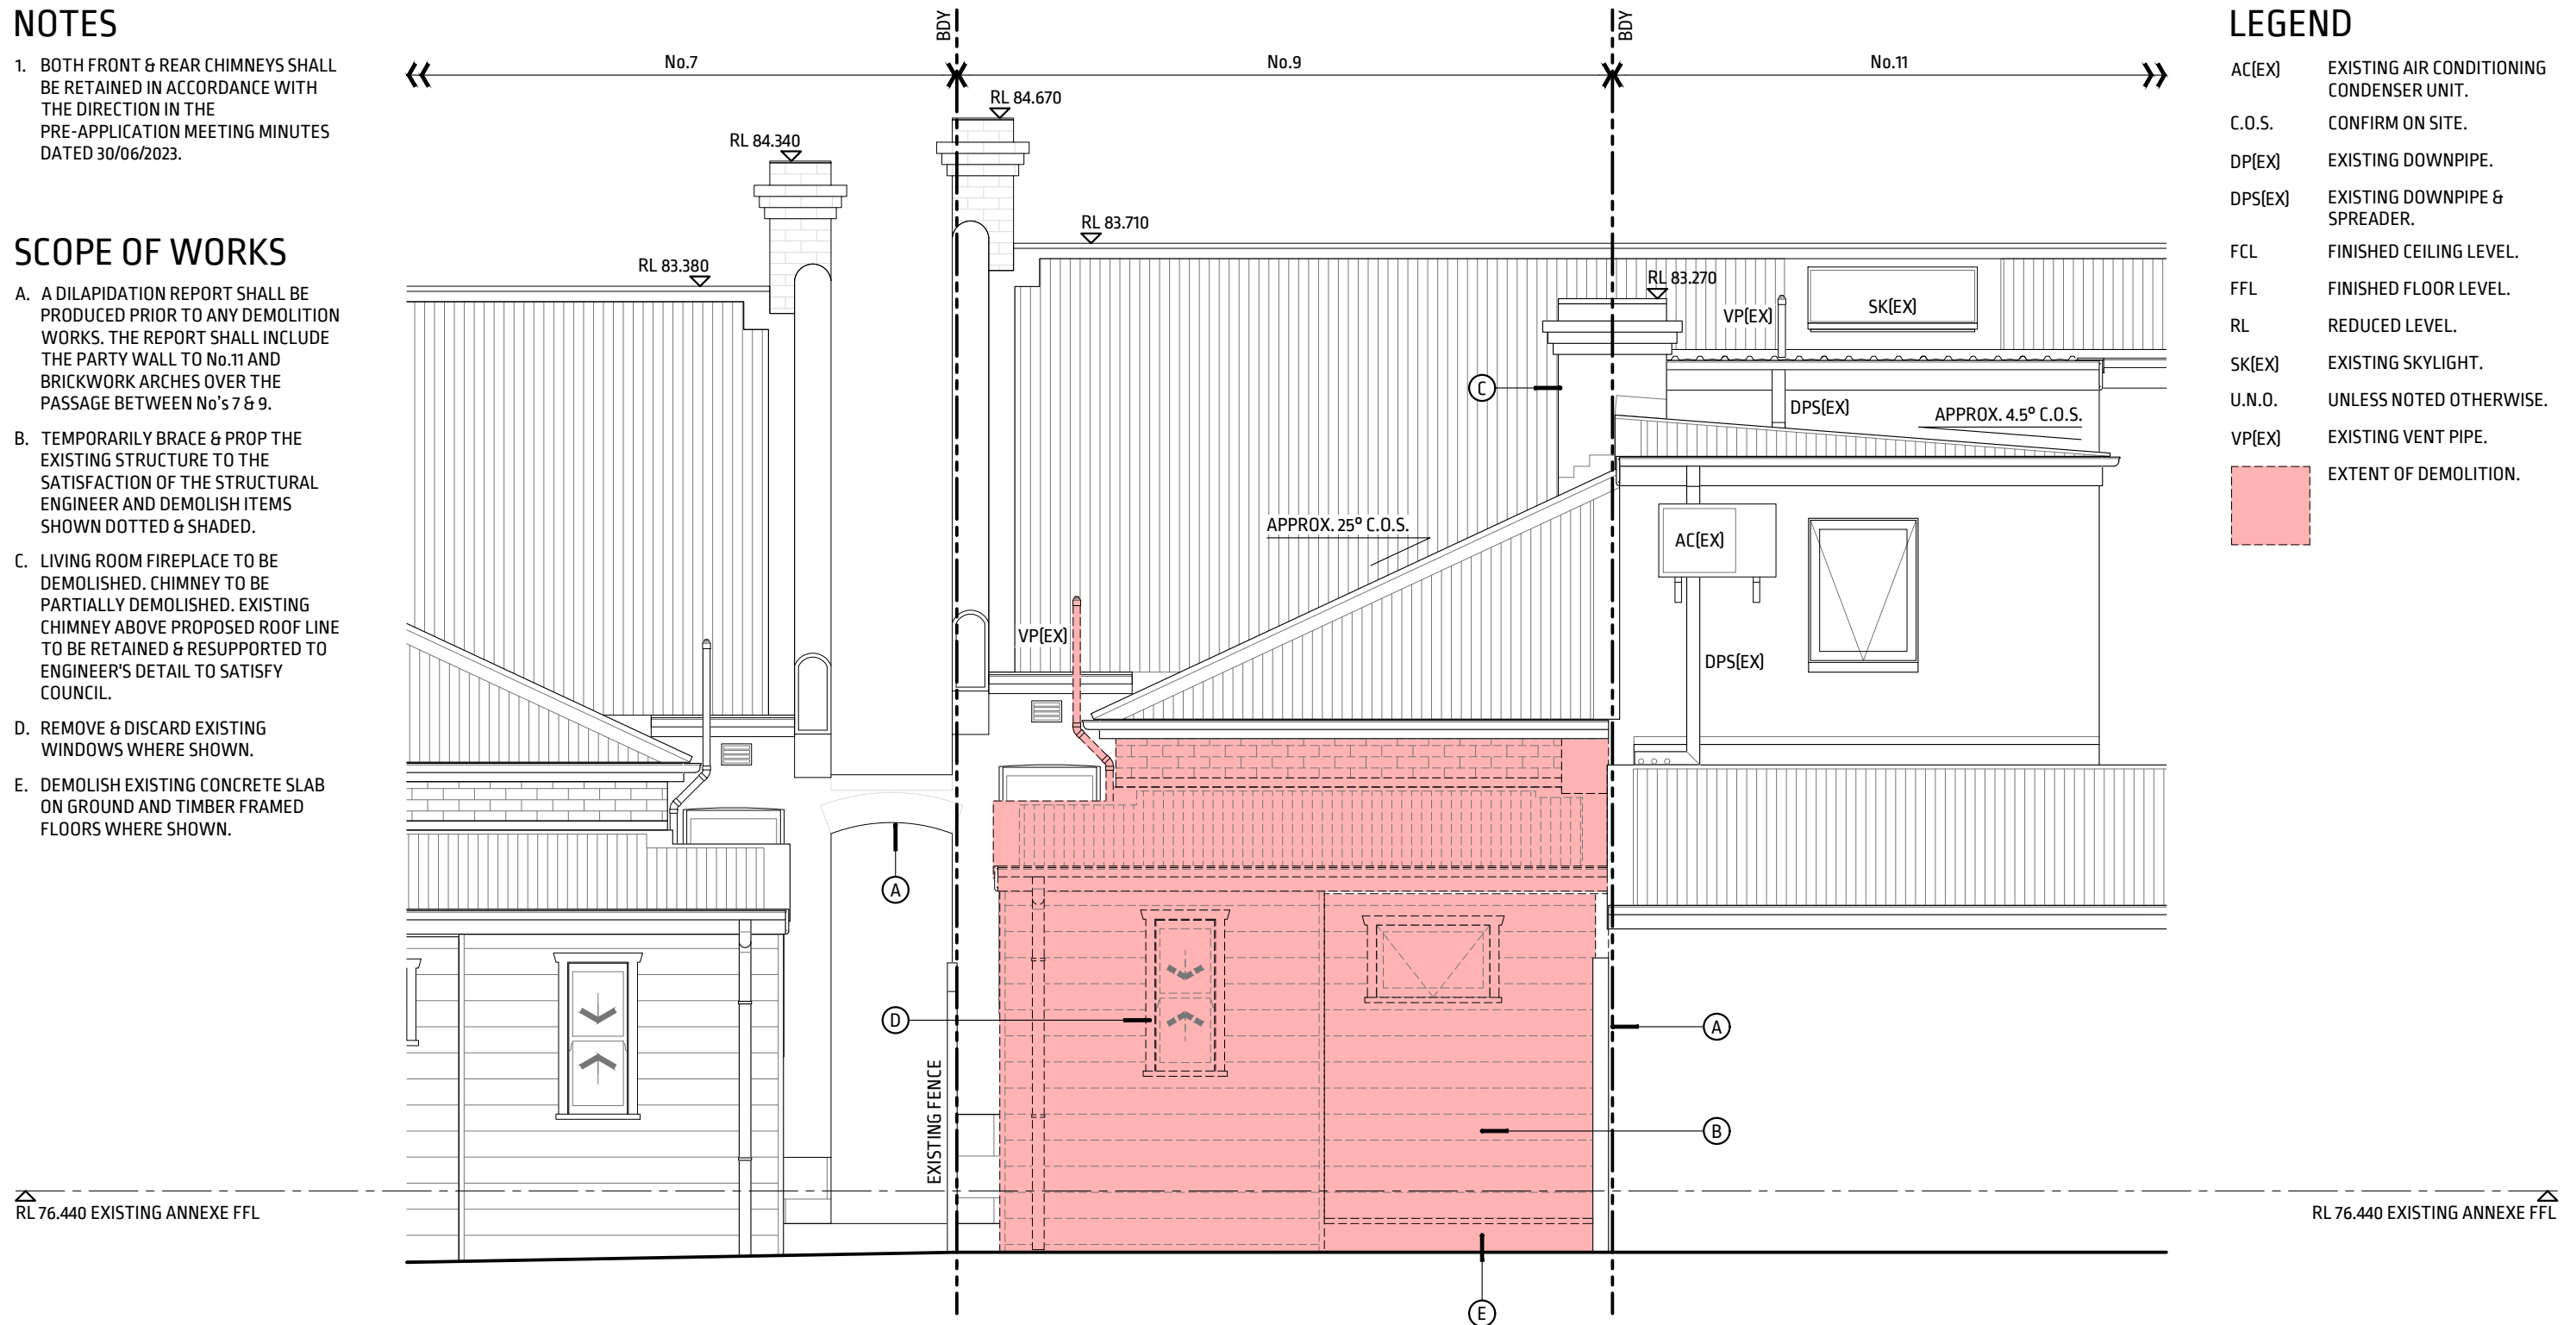 NOTES
1. BOTH FRONT & REAR CHIMNEYS SHALL
BE RETAINED IN ACCORDANCE WITH
THE DIRECTION IN THE
PRE-APPLICATION MEETING MINUTES
DATED 30/06/2023.
SCOPE OF WORKS
A. A DILAPIDATION REPORT SHALL BE
PRODUCED PRIOR TO ANY DEMOLITION
WORKS. THE REPORT SHALL INCLUDE
THE PARTY WALL TO No.11 AND
BRICKWORK ARCHES OVER THE
PASSAGE BETWEEN No's 7 & 9.
B. TEMPORARILY BRACE & PROP THE
EXISTING STRUCTURE TO THE
SATISFACTION OF THE STRUCTURAL
ENGINEER AND DEMOLISH ITEMS
SHOWN DOTTED & SHADED.
C. LIVING ROOM FIREPLACE TO BE
DEMOLISHED. CHIMNEY TO BE
PARTIALLY DEMOLISHED. EXISTING
CHIMNEY ABOVE PROPOSED ROOF LINE
TO BE RETAINED & RESUPPORTED TO
ENGINEER'S DETAIL TO SATISFY
COUNCIL.
D. REMOVE & DISCARD EXISTING
WINDOWS WHERE SHOWN.
E. DEMOLISH EXISTING CONCRETE SLAB
ON GROUND AND TIMBER FRAMED
FLOORS WHERE SHOWN.
BDY
BDY
No.7
No.9
No.11
RL 84.670
RL 84.340
RL 83.710
RL 83.380
RL 83.270
VP(EX)
SK(EX)
C
DPS(EX)
APPROX. 4.5° C.O.S.
APPROX. 25° C.O.S.
AC(EX)
VP(EX)
DPS(EX)
A
D
A
EXISTING FENCE
B
RL 76.440 EXISTING ANNEXE FFL
RL 76.440 EXISTING ANNEXE FFL
E
LEGEND
AC(EX) EXISTING AIR CONDITIONING
CONDENSER UNIT.
C.O.S. CONFIRM ON SITE.
DP(EX) EXISTING DOWNPIPE.
DPS(EX) EXISTING DOWNPIPE &
SPREADER.
FCL FINISHED CEILING LEVEL.
FFL FINISHED FLOOR LEVEL.
RL REDUCED LEVEL.
SK(EX) EXISTING SKYLIGHT.
U.N.O. UNLESS NOTED OTHERWISE.
VP(EX) EXISTING VENT PIPE.
EXTENT OF DEMOLITION.